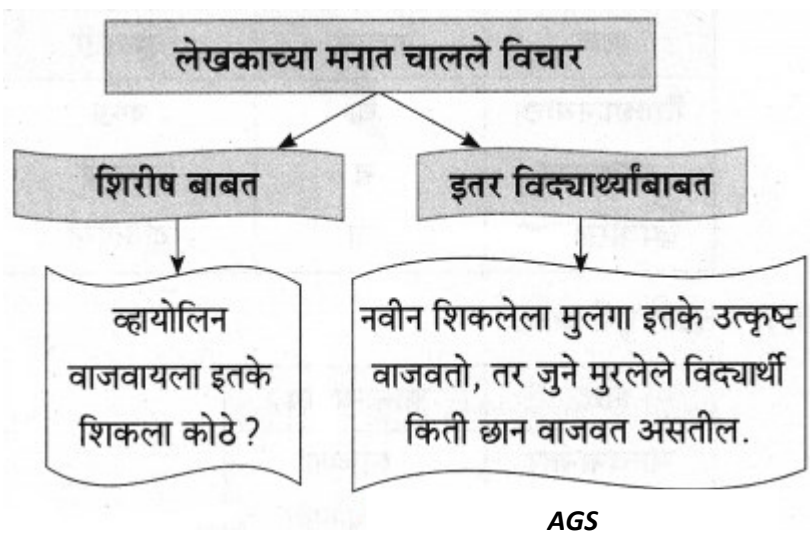 लेखकाच्या मनात चालले विचार
शिरीष बाबत
इतर विद्यार्थ्यांबाबत
व्हायोलिन
वाजवायला इतके
शिकला कोठे ?
नवीन शिकलेला मुलगा इतके उत्कृष्ट
वाजवतो, तर जुने मुरलेले विद्यार्थी
किती छान वाजवत असतील.
AGS